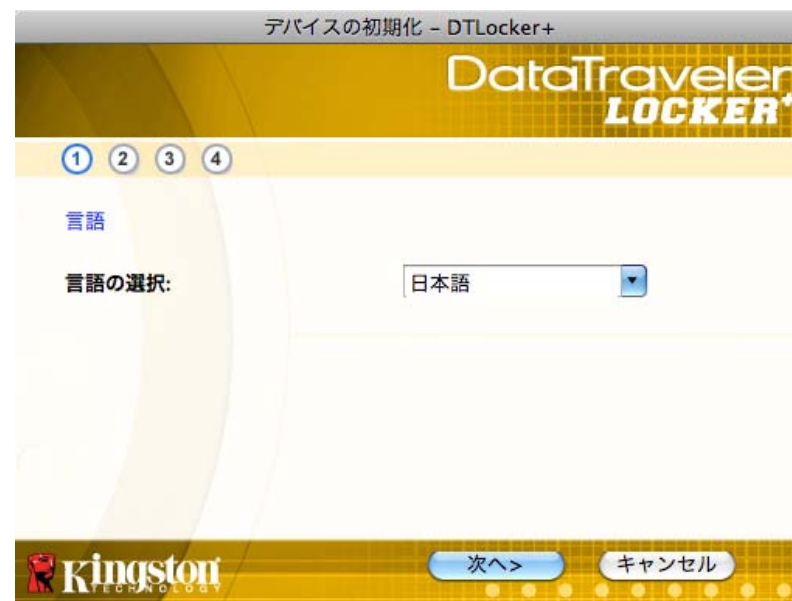 デバイスの初期化 – DTLocker+
DataTraveler
LOCKER+
1 2 3 4
言語
言語の選択:
日本語
Kingston
TECHNOLOGY
次へ>
キャンセル